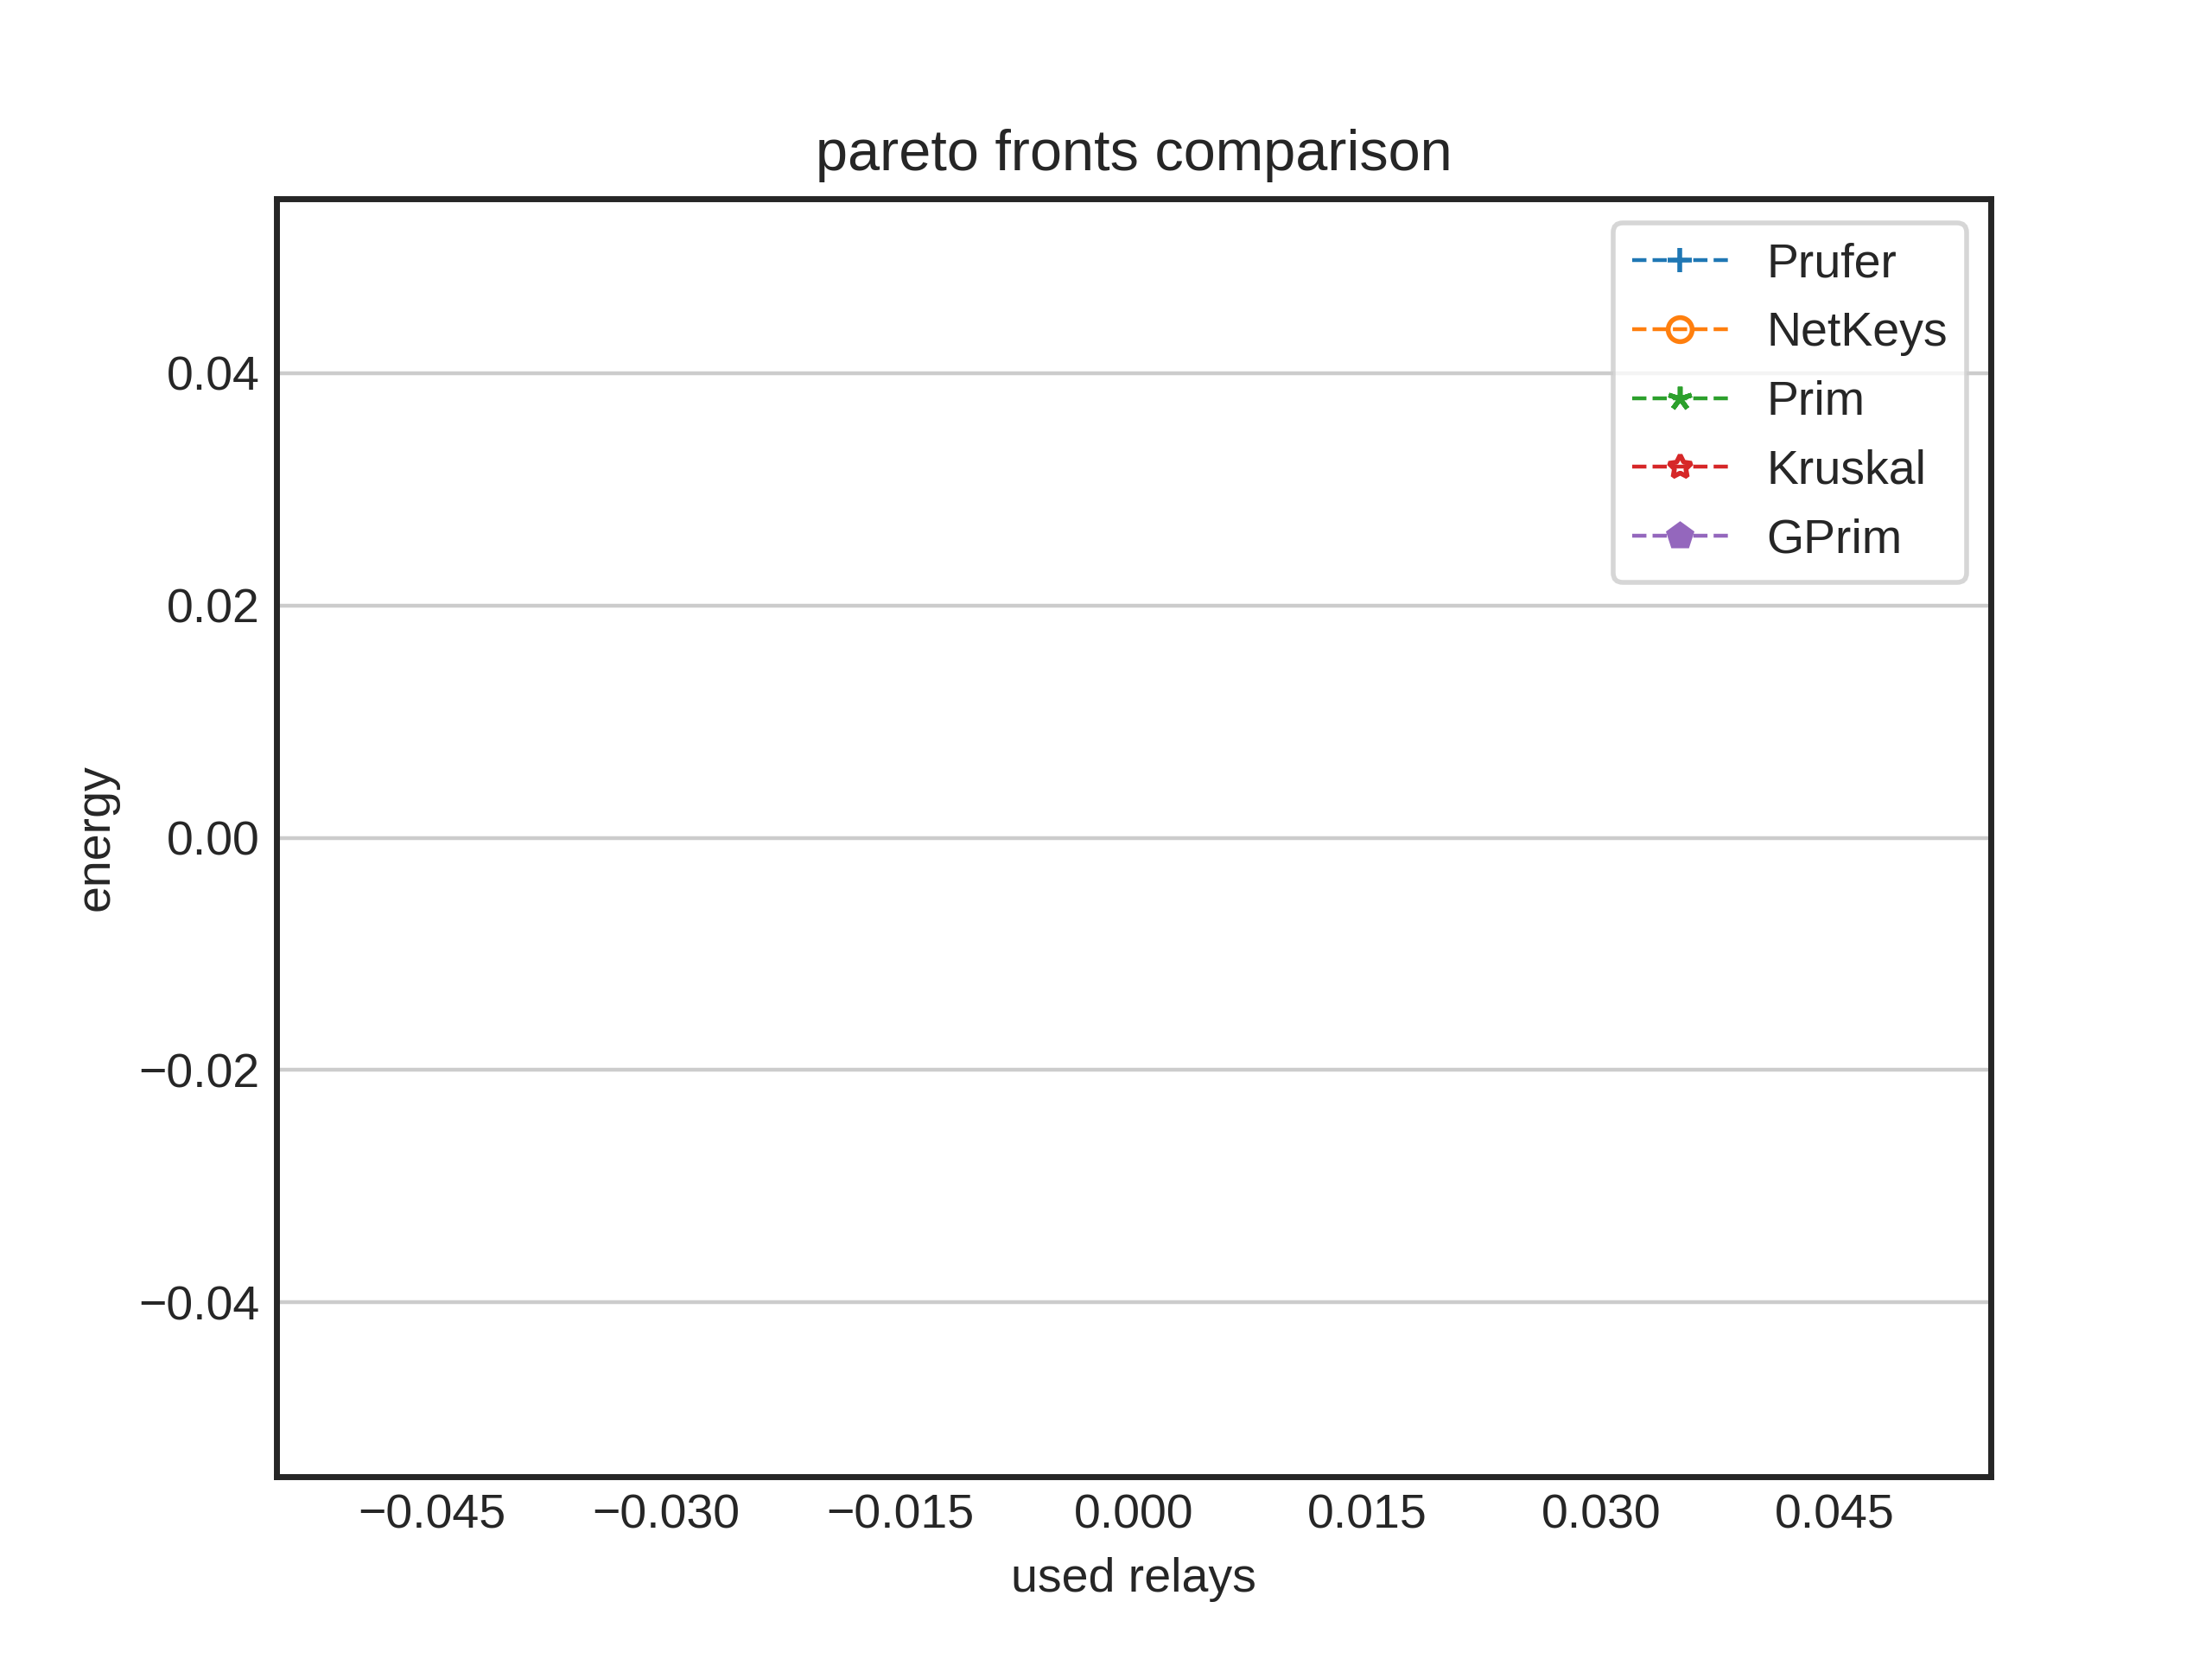 pareto fronts comparison
Prufer
NetKeys
Prim
Kruskal
GPrim
0.04
0.02
0.00
−0.02
−0.04
energy
−0.045 −0.030 −0.015 0.000 0.015 0.030 0.045
used relays